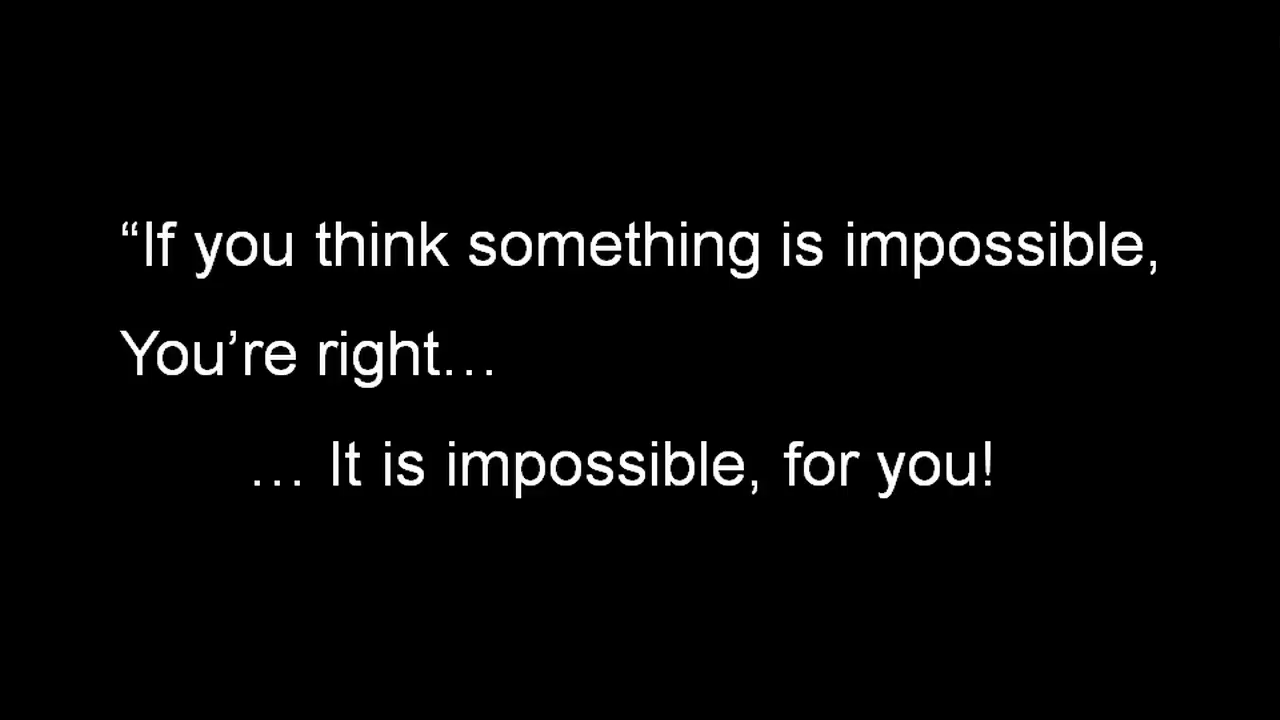 “If you think something is impossible,
You’re right…
… It is impossible, for you!